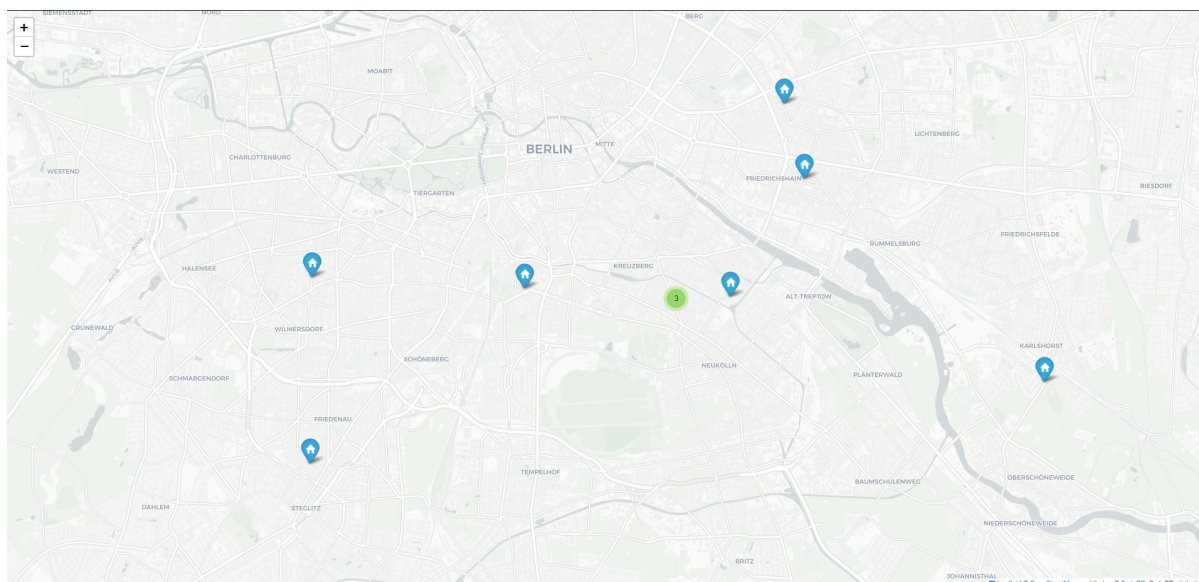 SIEMENSSTADT
NORD
BERG
+
−
MOABIT
LICHTENBERG
MITTE
BERLIN
CHARLOTTENBURG
WESTEND
FRIEDRICHSHAIN
BIESDORF
TIERGARTEN
FRIEDRICHSFELDE
RUMMELSBURG
HALENSEE
KREUZBERG
Avus
3
ALT-TREPTOW
GRUNEWALD
WILMERSDORF
KARLSHORST
SCHÖNEBERG
NEUKÖLLN
SCHMARGENDORF
PLÄNTERWALD
FRIEDENAU
TEMPELHOF
OBERSCHÖNEWEIDE
BAUMSCHULENWEG
DAHLEM
STEGLITZ
NIEDERSCHÖNEWEIDE
BRITZ
JOHANNISTHAL